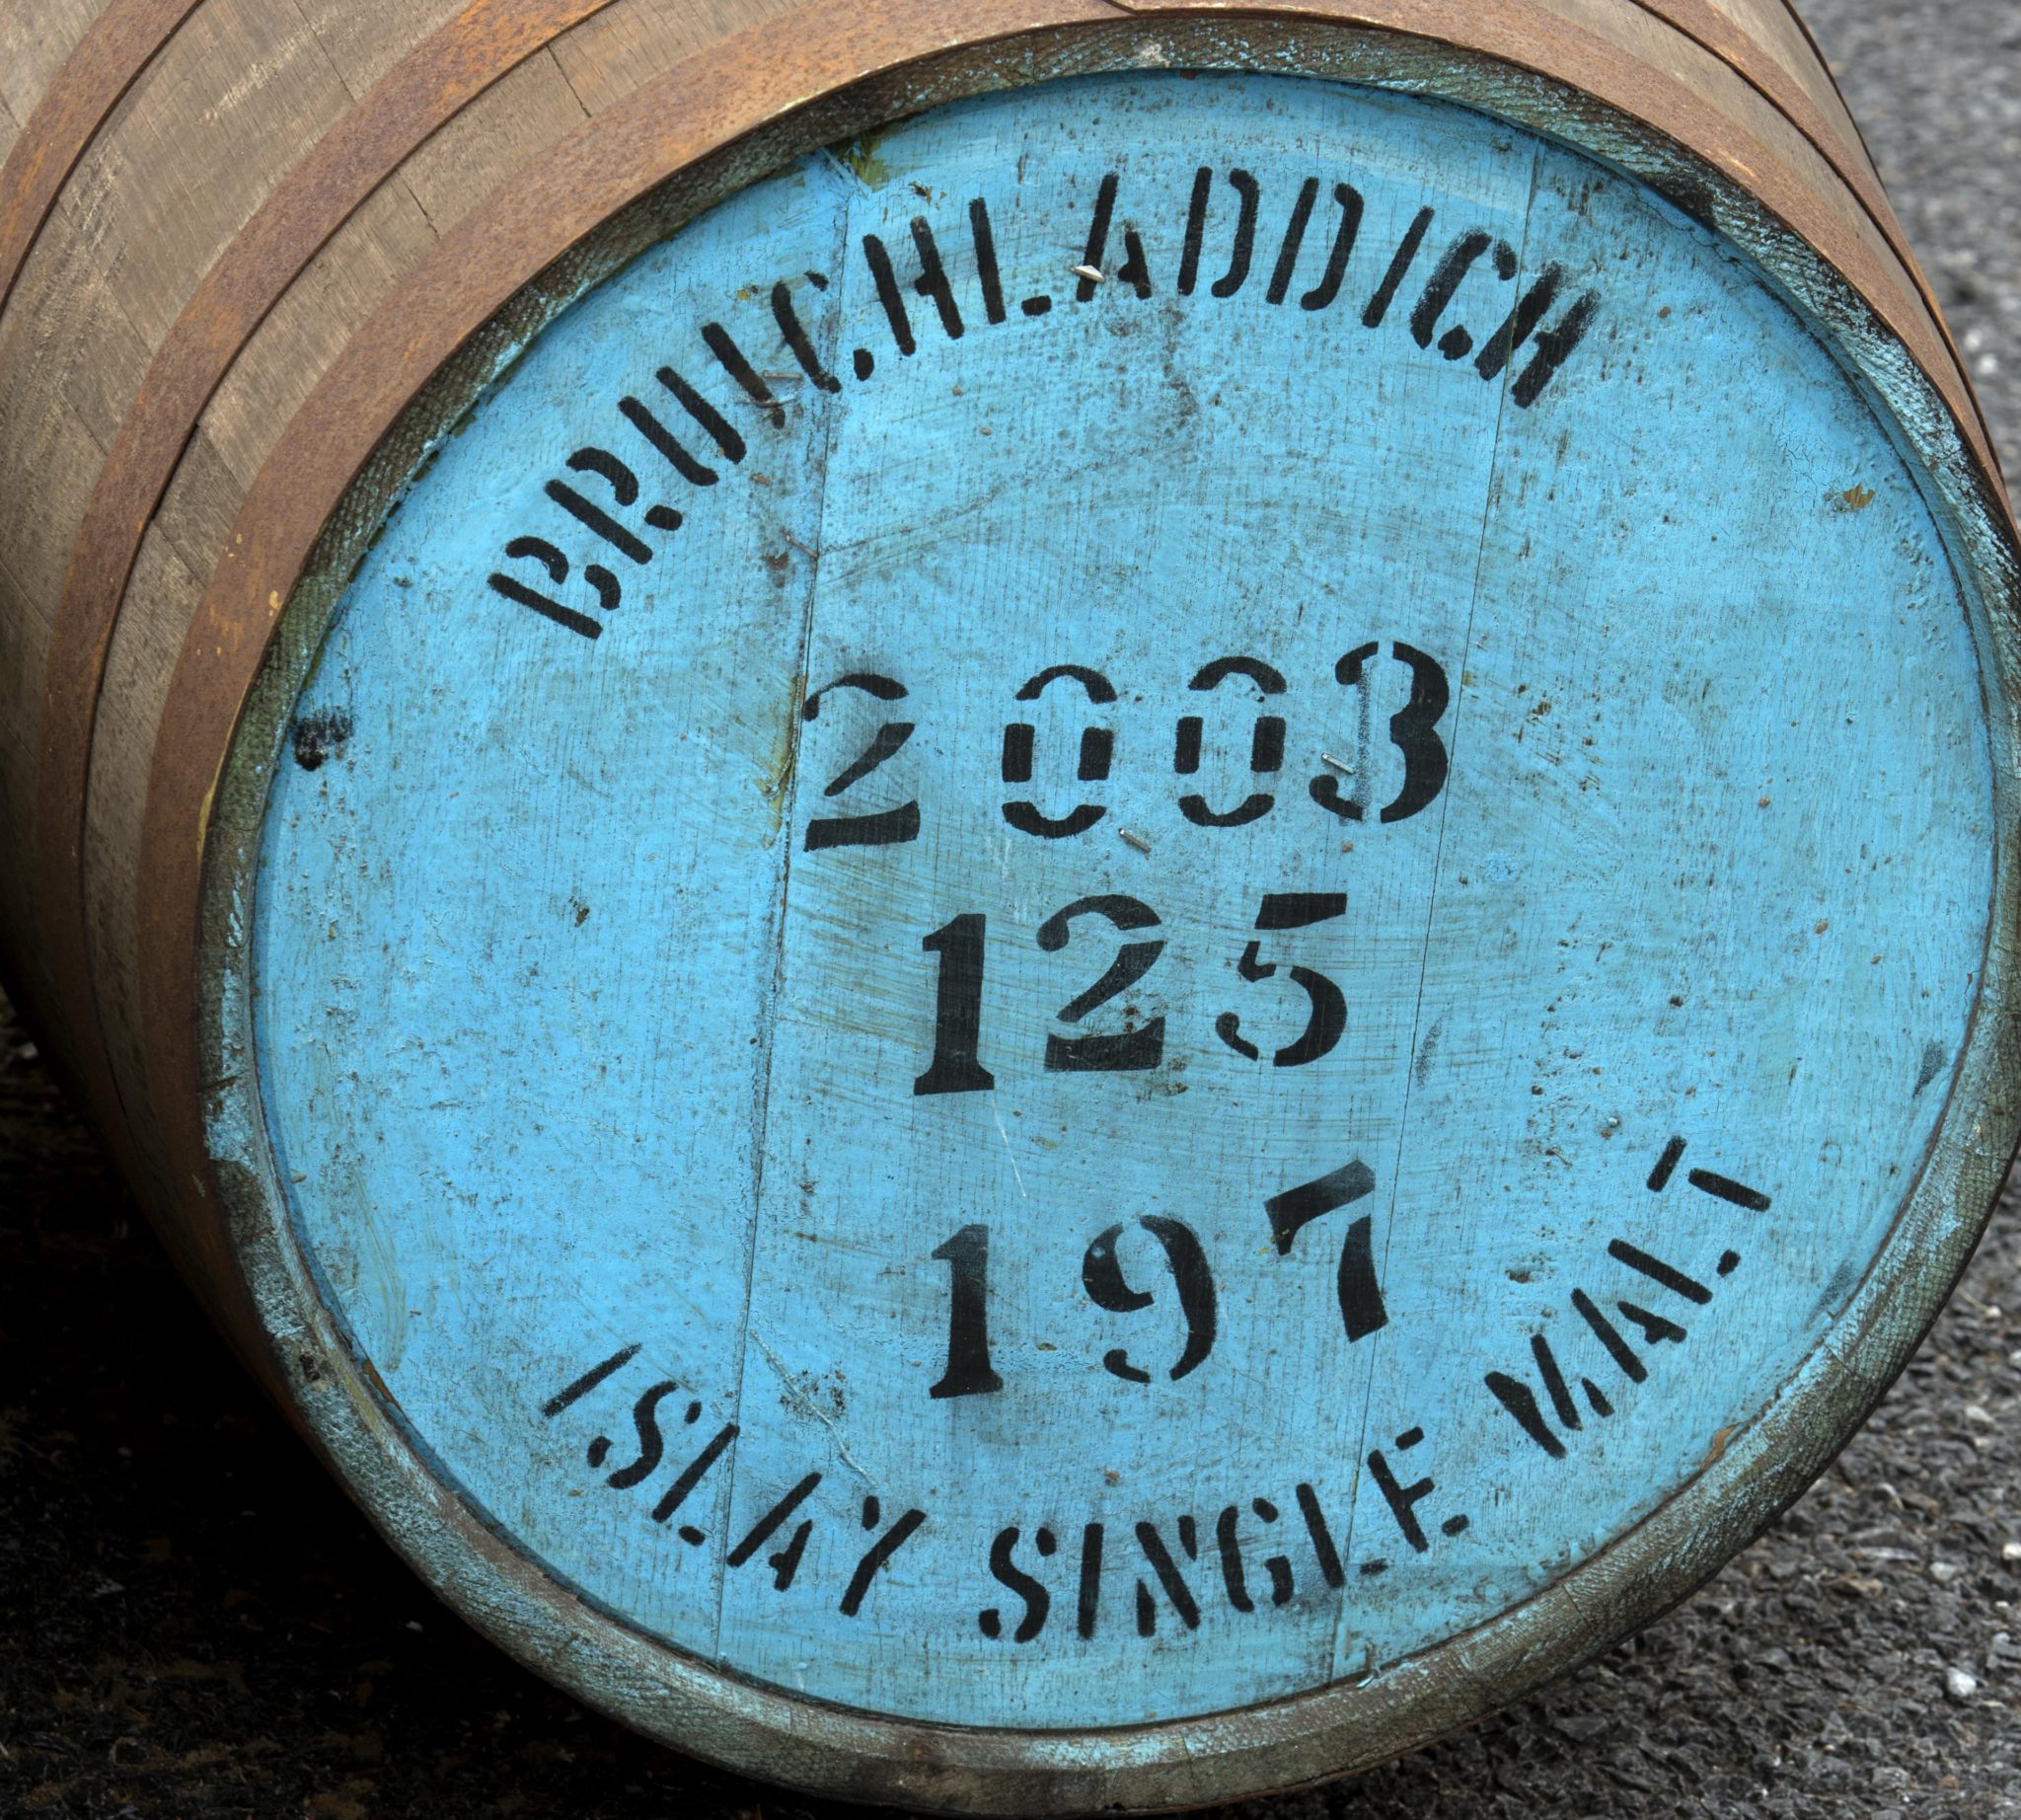 BRUICHLADDICH
2003
125
197
ISLAY SINGLE MALT